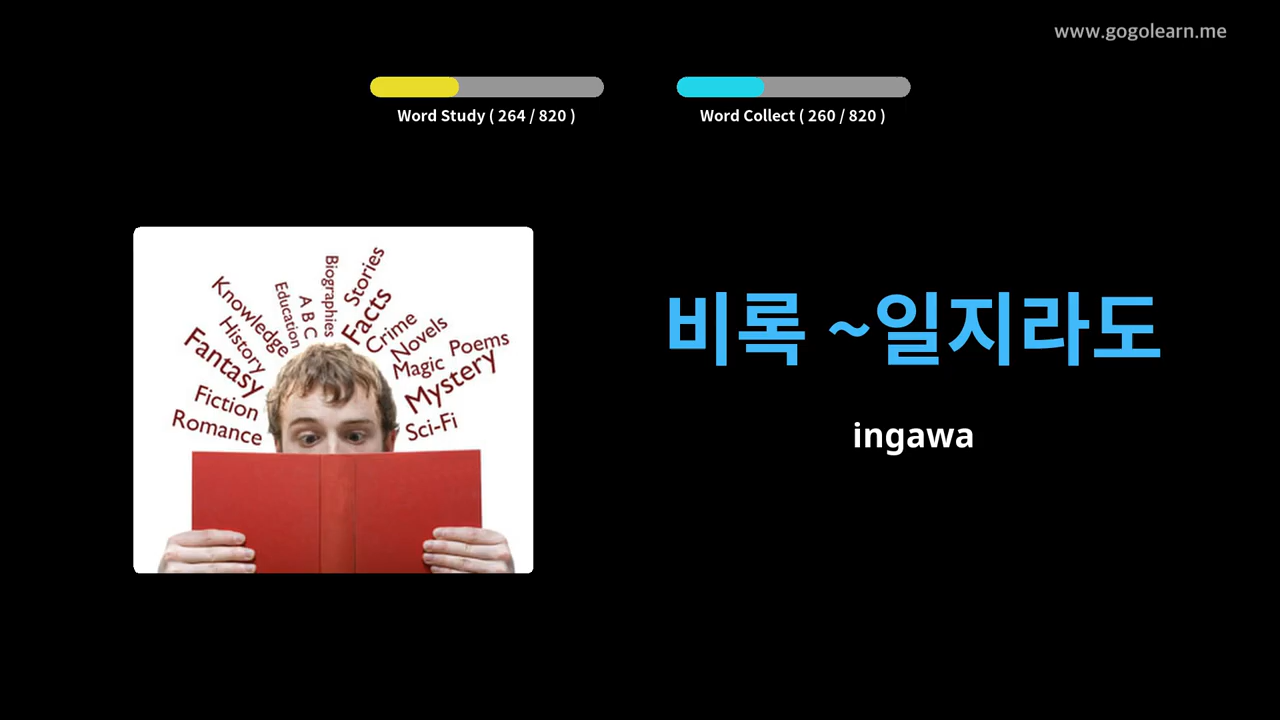 www.gogolearn.me
Word Study ( 264 / 820 )
Word Collect ( 260 / 820 )
Knowledge
Education
A B C
Biographies
Stories
Facts
History
Crime
Novels
Fantasy
Magic
Poems
Fiction
Mystery
Romance
Sci-Fi
비록 ~일지라도
ingawa